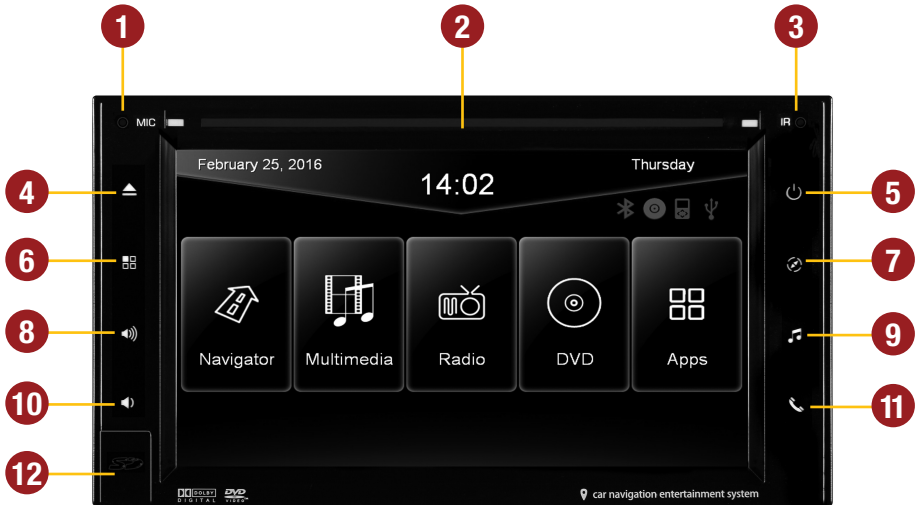 1 2 3
MIC IR
February 25, 2016 Thursday
14:02
4 5
6 7
Navigator Multimedia Radio DVD Apps
8 9
10 11
12
DOLBY DIGITAL DVD VIDEO car navigation entertainment system